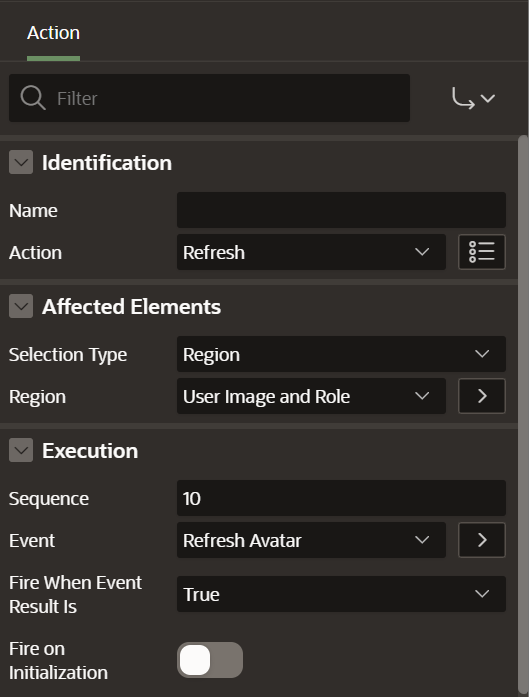 Action
Filter
Identification
Name
Action Refresh
Affected Elements
Selection Type Region
Region User Image and Role
Execution
Sequence 10
Event Refresh Avatar
Fire When Event
Result Is True
Fire on
Initialization